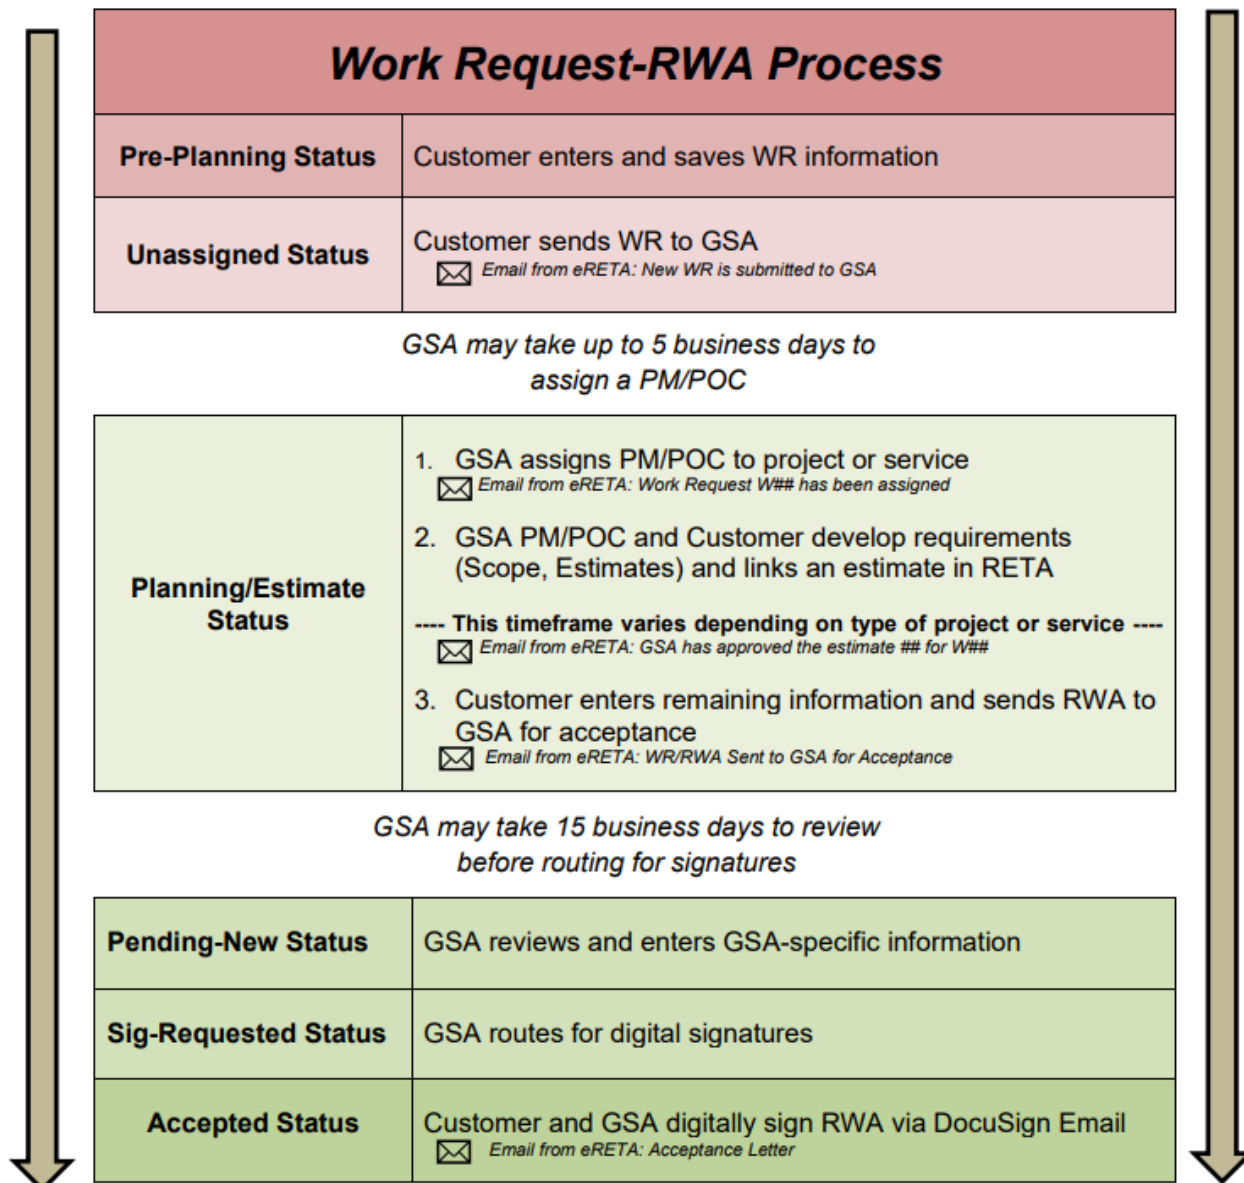 Work Request-RWA Process
Pre-Planning Status
Customer enters and saves WR information
Unassigned Status
Customer sends WR to GSA
Email from eRETA: New WR is submitted to GSA
GSA may take up to 5 business days to
assign a PM/POC
Planning/Estimate
Status
1. GSA assigns PM/POC to project or service
Email from eRETA: Work Request W## has been assigned
2. GSA PM/POC and Customer develop requirements
(Scope, Estimates) and links an estimate in RETA
---- This timeframe varies depending on type of project or service ----
Email from eRETA: GSA has approved the estimate ## for W##
3. Customer enters remaining information and sends RWA to
GSA for acceptance
Email from eRETA: WR/RWA Sent to GSA for Acceptance
GSA may take 15 business days to review
before routing for signatures
Pending-New Status
GSA reviews and enters GSA-specific information
Sig-Requested Status
GSA routes for digital signatures
Accepted Status
Customer and GSA digitally sign RWA via DocuSign Email
Email from eRETA: Acceptance Letter